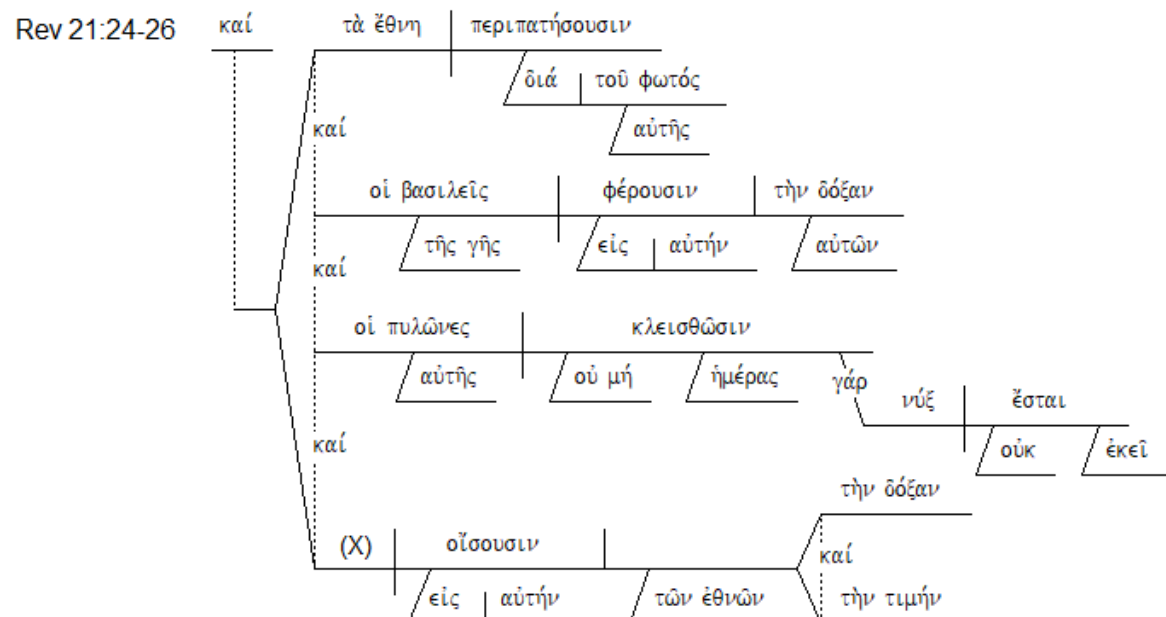 Rev 21:24-26 καί τὰ ἔθνη περιπατήσουσιν
διά τοῦ φωτός
καί αὐτῆς
οἱ βασιλεῖς φέρουσιν τὴν δόξαν
τῆς γῆς εἰς αὐτήν αὐτῶν
καί
οἱ πυλῶνες κλεισθῶσιν
αὐτῆς οὐ μή ἡμέρας γάρ
νύξ ἔσται
καί οὐκ ἐκεῖ
τὴν δόξαν
(X) οἴσουσιν καί
εἰς αὐτήν τῶν ἐθνῶν τὴν τιμήν